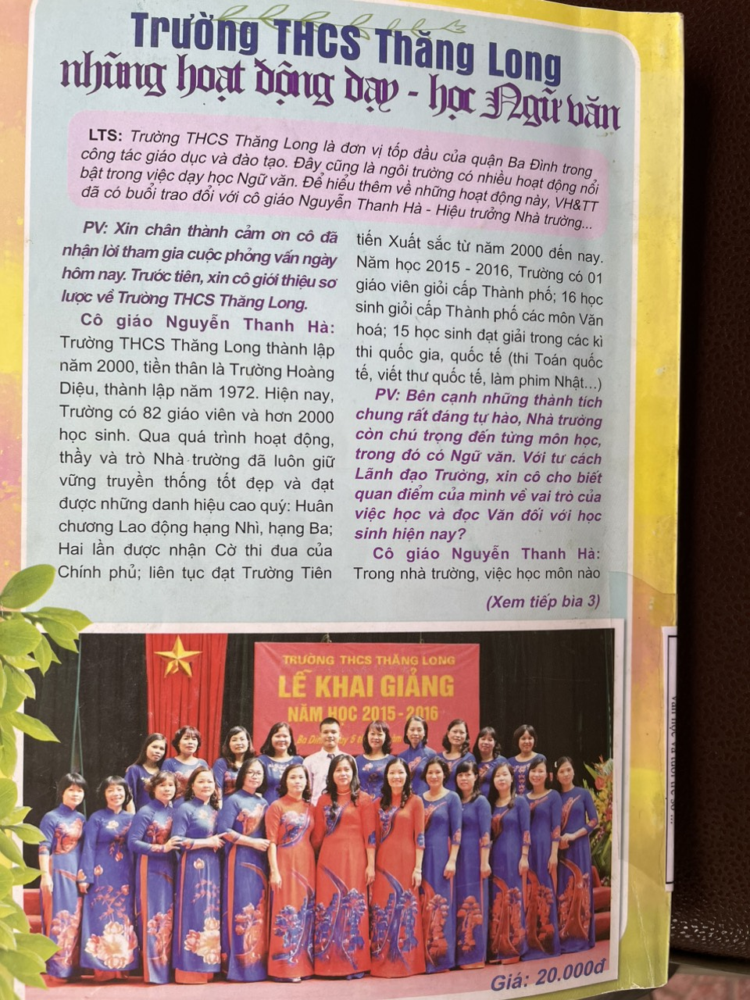 Trường THCS Thăng Long
những hoạt động dạy - học Ngữ văn
LTS: Trường THCS Thăng Long là đơn vị tốp đầu của quận Ba Đình trong
công tác giáo dục và đào tạo. Đây cũng là ngôi trường có nhiều hoạt động nổi
bật trong việc dạy học Ngữ văn. Để hiểu thêm về những hoạt động này, VH&TT
đã có buổi trao đổi với cô giáo Nguyễn Thanh Hà - Hiệu trưởng Nhà trường...
PV: Xin chân thành cảm ơn cô đã
nhận lời tham gia cuộc phỏng vấn ngày
hôm nay. Trước tiên, xin cô giới thiệu sơ
lược về Trường THCS Thăng Long.
Cô giáo Nguyễn Thanh Hà:
Trường THCS Thăng Long thành lập
năm 2000, tiền thân là Trường Hoàng
Diệu, thành lập năm 1972. Hiện nay,
Trường có 82 giáo viên và hơn 2000
học sinh. Qua quá trình hoạt động,
thầy và trò Nhà trường đã luôn giữ
vững truyền thống tốt đẹp và đạt
được những danh hiệu cao quý: Huân
chương Lao động hạng Nhì, hạng Ba;
Hai lần được nhận Cờ thi đua của
Chính phủ; liên tục đạt Trường Tiên
tiến Xuất sắc từ năm 2000 đến nay.
Năm học 2015 - 2016, Trường có 01
giáo viên giỏi cấp Thành phố; 16 học
sinh giỏi cấp Thành phố các môn Văn
hoá; 15 học sinh đạt giải trong các kì
thi quốc gia, quốc tế (thi Toán quốc
tế, viết thư quốc tế, làm phim Nhật...)
PV: Bên cạnh những thành tích
chung rất đáng tự hào, Nhà trường
còn chú trọng đến từng môn học,
trong đó có Ngữ văn. Với tư cách
Lãnh đạo Trường, xin cô cho biết
quan điểm của mình về vai trò của
việc học và đọc Văn đối với học
sinh hiện nay?
Cô giáo Nguyễn Thanh Hà:
Trong nhà trường, việc học môn nào
(Xem tiếp bìa 3)
TRƯỜNG THCS THĂNG LONG
LỄ KHAI GIẢNG
NĂM HỌC 2015 - 2016
Giá: 20.000đ